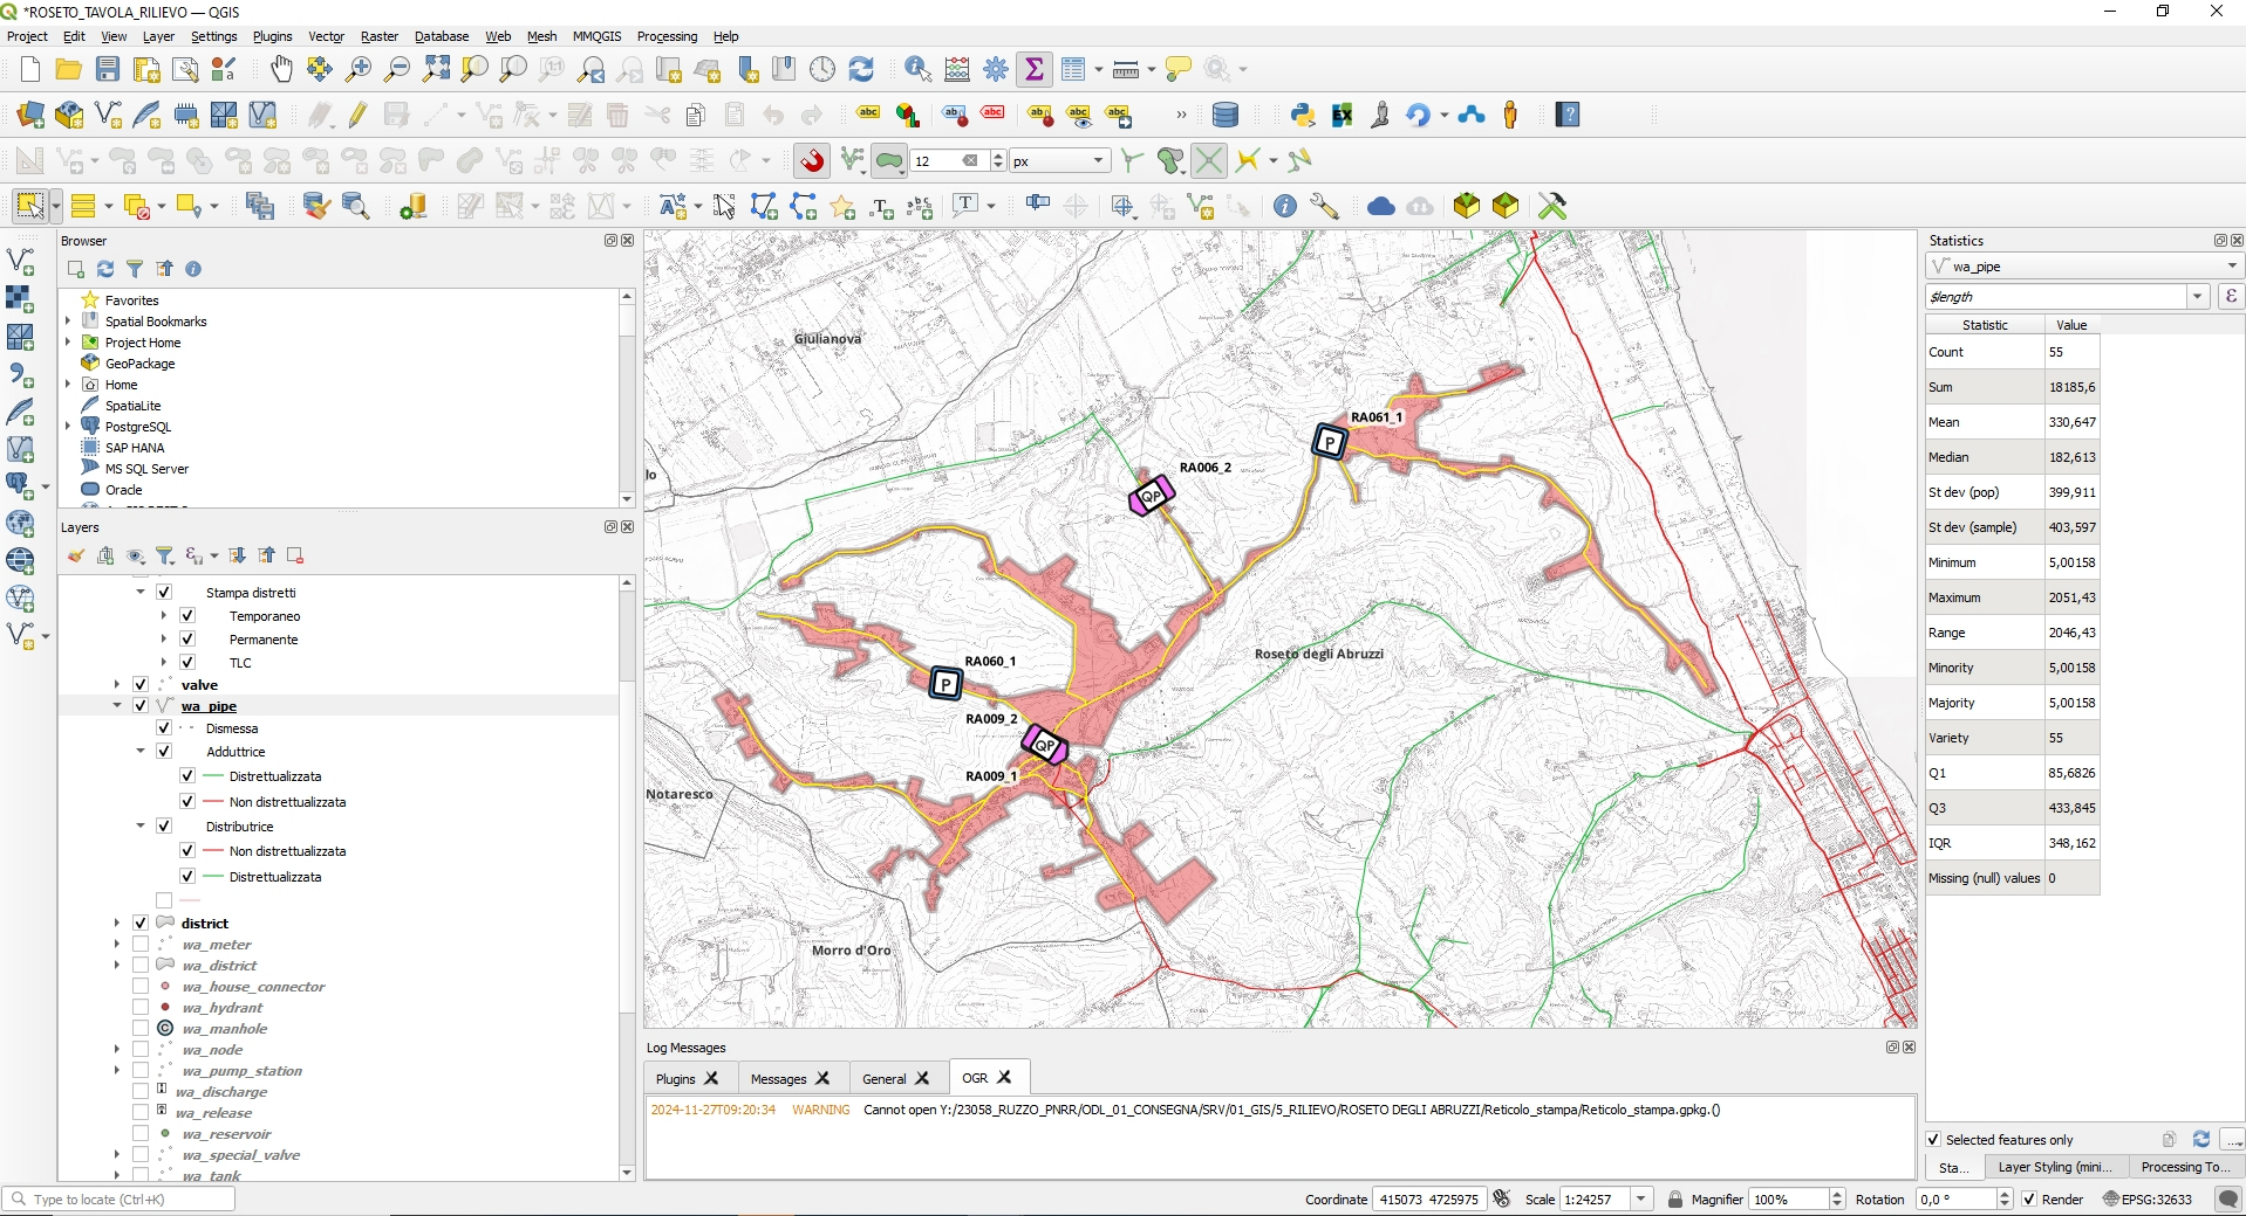 *ROSETO_TAVOLA_RILIEVO — QGIS
Project Edit View Layer Settings Plugins Vector Raster Database Web Mesh MMQGIS Processing Help
12 px
Browser
Favorites
Spatial Bookmarks
Project Home
GeoPackage
Home
SpatiaLite
PostgreSQL
SAP HANA
MS SQL Server
Oracle
Layers
Stampa distretti
Temporaneo
Permanente
TLC
valve
wa_pipe
Dismessa
Adduttrice
Distrettualizzata
Non distrettualizzata
Distributrice
Non distrettualizzata
Distrettualizzata
district
wa_meter
wa_district
wa_house_connector
wa_hydrant
wa_manhole
wa_node
wa_pump_station
wa_discharge
wa_release
wa_reservoir
wa_special_valve
wa_tank
Giulianova
RA061_1
P
lo
RA006_2
QP
Roseto degli Abruzzi
RA060_1
P
RA009_2
QP
RA009_1
Notaresco
Morro d'Oro
Log Messages
Plugins Messages General OGR
2024-11-27T09:20:34 WARNING Cannot open Y:/23058_RUZZO_PNRR/ODL_01_CONSEGNA/SRV/01_GIS/5_RILIEVO/ROSETO DEGLI ABRUZZI/Reticolo_stampa/Reticolo_stampa.gpkg.()
Statistics
wa_pipe
$length
Statistic Value
Count 55
Sum 18185,6
Mean 330,647
Median 182,613
St dev (pop) 399,911
St dev (sample) 403,597
Minimum 5,00158
Maximum 2051,43
Range 2046,43
Minority 5,00158
Majority 5,00158
Variety 55
Q1 85,6826
Q3 433,845
IQR 348,162
Missing (null) values 0
Selected features only
Sta... Layer Styling (mini... Processing To...
Type to locate (Ctrl+K) Coordinate 415073 4725975 Scale 1:24257 Magnifier 100% Rotation 0,0 ° Render EPSG:32633